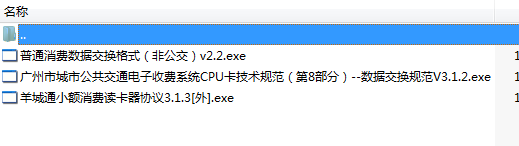 名称
..
普通消费数据交换格式（非公交）v2.2.exe
广州市城市公共交通电子收费系统CPU卡技术规范（第8部分）--数据交换规范V3.1.2.exe
羊城通小额消费读卡器协议3.1.3[外].exe